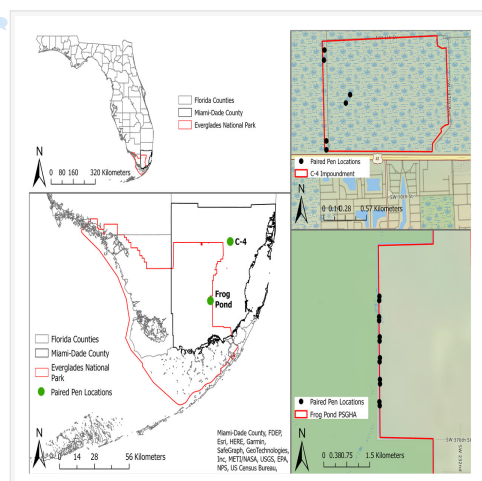 Florida Counties
Miami-Dade County
Everglades National Park
N
0 80 160 320 Kilometers
Paired Pen Locations
C-4 Impoundment
N
0 0.140.28 0.57 Kilometers
41
C-4
Frog
Pond
Florida Counties
Miami-Dade County
Everglades National
Park
Paired Pen Locations
N
0 14 28 56 Kilometers
Miami-Dade County, FDEP,
Esri, HERE, Garmin,
SafeGraph, GeoTechnologies,
Inc, METI/NASA, USGS, EPA,
NPS, US Census Bureau,
Paired Pen Locations
Frog Pond PSGHA
N
0 0.380.75 1.5 Kilometers